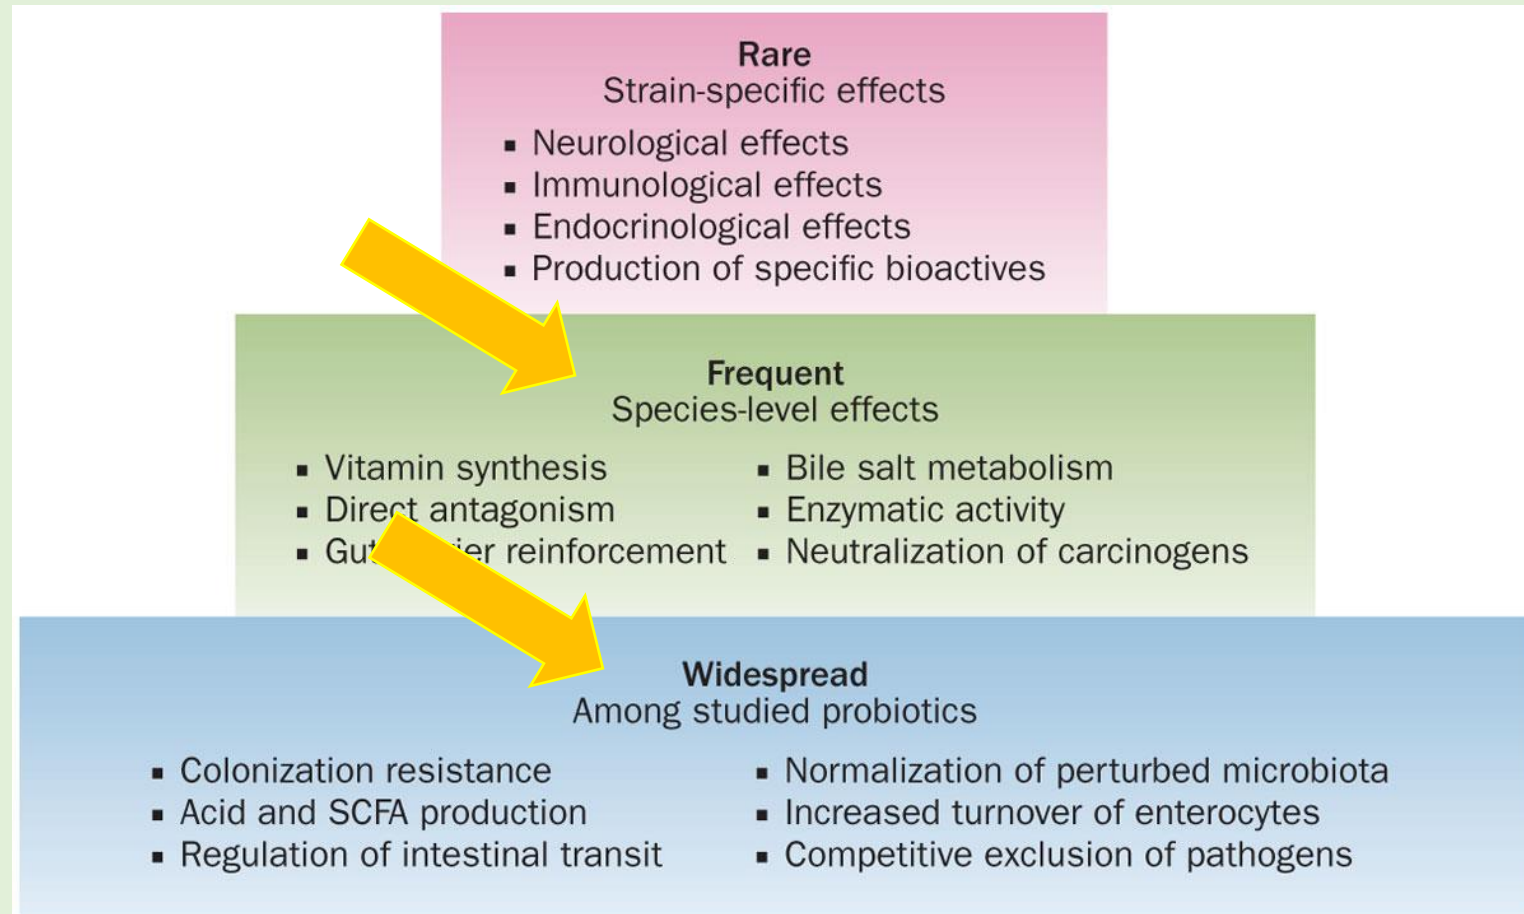 Rare
Strain-specific effects
▪ Neurological effects
▪ Immunological effects
▪ Endocrinological effects
▪ Production of specific bioactives
Frequent
Species-level effects
▪ Vitamin synthesis
▪ Direct antagonism
▪ Gut reinforcement
▪ Bile salt metabolism
▪ Enzymatic activity
▪ Neutralization of carcinogens
Widespread
Among studied probiotics
▪ Colonization resistance
▪ Acid and SCFA production
▪ Regulation of intestinal transit
▪ Normalization of perturbed microbiota
▪ Increased turnover of enterocytes
▪ Competitive exclusion of pathogens